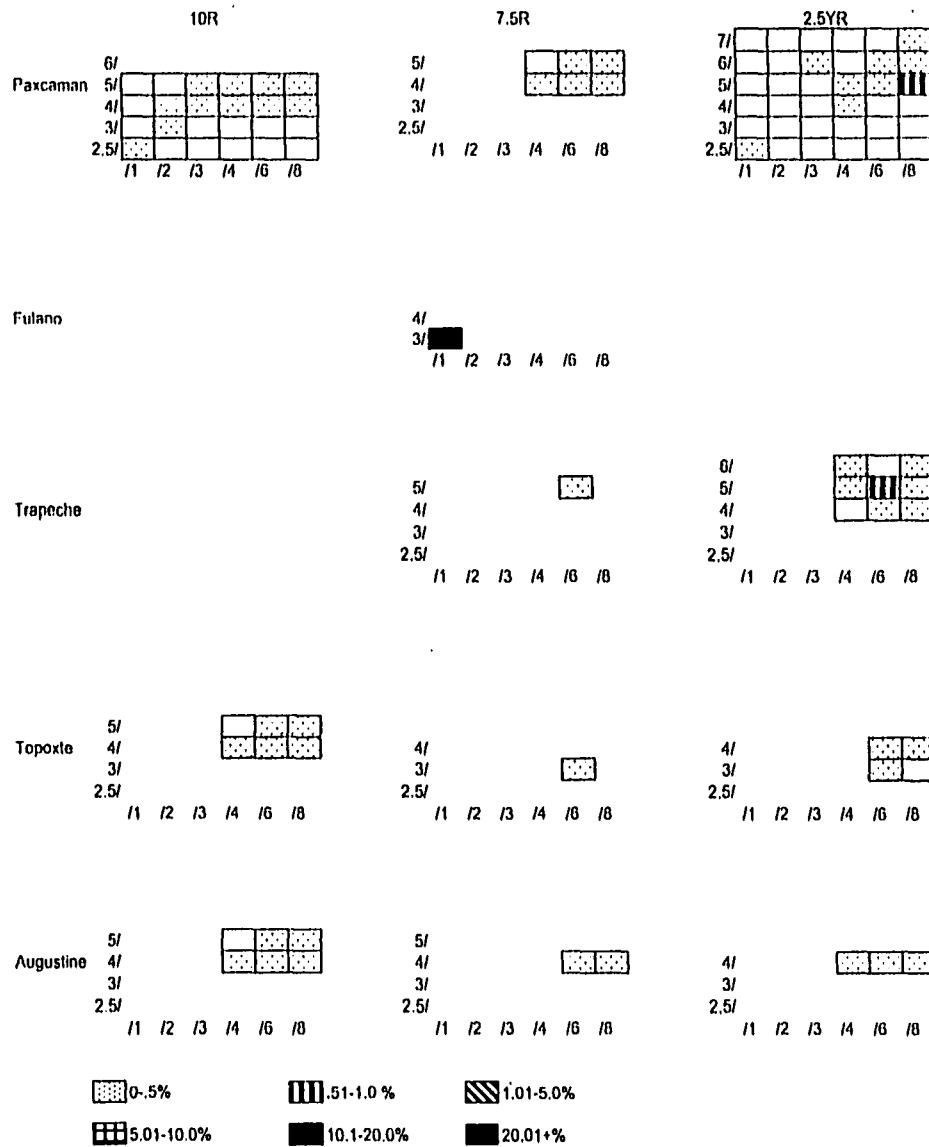 10R 7.5R 2.5YR
Paxcaman
6/
5/
4/
3/
2.5/
/1 /2 /3 /4 /6 /8
5/
4/
3/
2.5/
/1 /2 /3 /4 /6 /8
7/
6/
5/
4/
3/
2.5/
/1 /2 /3 /4 /6 /8
Fulano
4/
3/
/1 /2 /3 /4 /6 /8
Trapeche
5/
4/
3/
2.5/
/1 /2 /3 /4 /6 /8
6/
5/
4/
3/
2.5/
/1 /2 /3 /4 /6 /8
Topoxte
5/
4/
3/
2.5/
/1 /2 /3 /4 /6 /8
4/
3/
2.5/
/1 /2 /3 /4 /6 /8
4/
3/
2.5/
/1 /2 /3 /4 /6 /8
Augustine
5/
4/
3/
2.5/
/1 /2 /3 /4 /6 /8
5/
4/
3/
2.5/
/1 /2 /3 /4 /6 /8
4/
3/
2.5/
/1 /2 /3 /4 /6 /8
0-.5% .51-1.0 % 1.01-5.0%
5.01-10.0% 10.1-20.0% 20.01+%